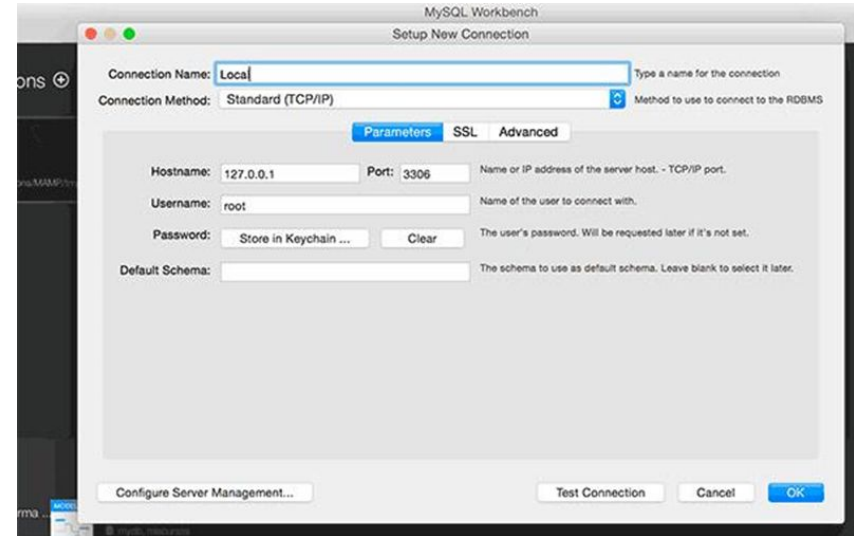 MySQL Workbench
Setup New Connection
ons
Connection Name: Local Type a name for the connection
Connection Method: Standard (TCP/IP) Method to use to connect to the RDBMS
Parameters SSL Advanced
Hostname: 127.0.0.1 Port: 3306 Name or IP address of the server host. - TCP/IP port.
Username: root Name of the user to connect with.
Password: Store in Keychain ... Clear The user's password. Will be requested later if it's not set.
Default Schema: The schema to use as default schema. Leave blank to select it later.
Configure Server Management... Test Connection Cancel OK
rma ..